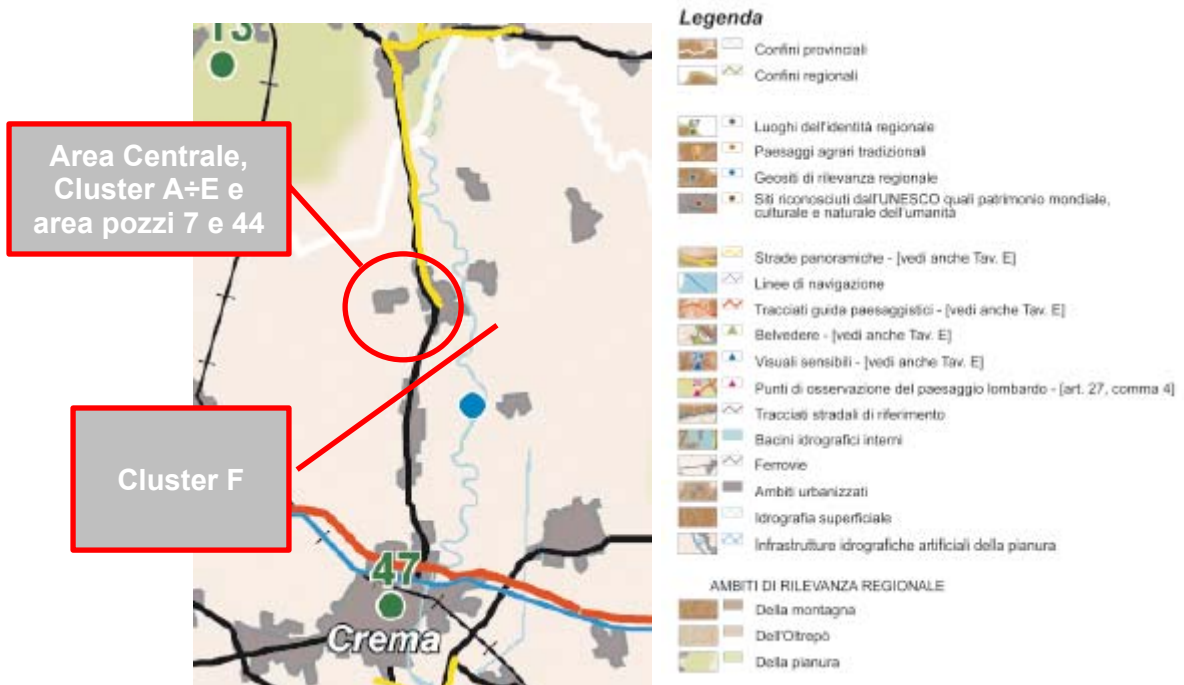 13
Area Centrale,
Cluster A÷E e
area pozzi 7 e 44
Cluster F
47
Crema
Legenda
Confini provinciali
Confini regionali
Luoghi dell'identità regionale
Paesaggi agrari tradizionali
Geositi di rilevanza regionale
Siti riconosciuti dall'UNESCO quali patrimonio mondiale,
culturale e naturale dell'umanità
Strade panoramiche - [vedi anche Tav. E]
Linee di navigazione
Tracciati guida paesaggistici - [vedi anche Tav. E]
Belvedere - [vedi anche Tav. E]
Visuali sensibili - [vedi anche Tav. E]
Punti di osservazione del paesaggio lombardo - [art. 27, comma 4]
Tracciati stradali di riferimento
Bacini idrografici interni
Ferrovie
Ambiti urbanizzati
Idrografia superficiale
Infrastrutture idrografiche artificiali della pianura
AMBITI DI RILEVANZA REGIONALE
Della montagna
Dell'Oltrepò
Della pianura